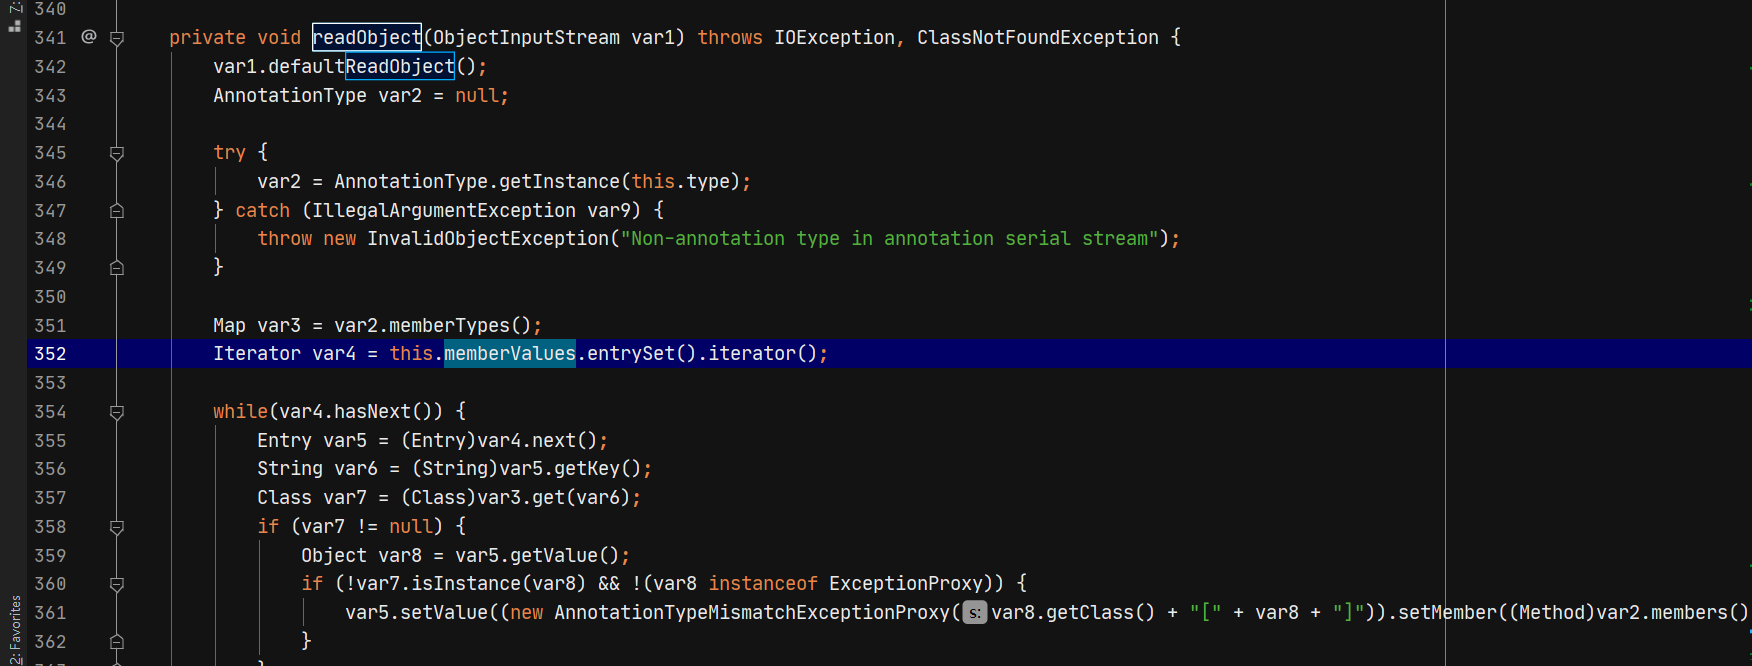 340
341 @ private void readObject(ObjectInputStream var1) throws IOException, ClassNotFoundException {
342 var1.defaultReadObject();
343 AnnotationType var2 = null;
344
345 try {
346 var2 = AnnotationType.getInstance(this.type);
347 } catch (IllegalArgumentException var9) {
348 throw new InvalidObjectException("Non-annotation type in annotation serial stream");
349 }
350
351 Map var3 = var2.memberTypes();
352 Iterator var4 = this.memberValues.entrySet().iterator();
353
354 while(var4.hasNext()) {
355 Entry var5 = (Entry)var4.next();
356 String var6 = (String)var5.getKey();
357 Class var7 = (Class)var3.get(var6);
358 if (var7 != null) {
359 Object var8 = var5.getValue();
360 if (!var7.isInstance(var8) && !(var8 instanceof ExceptionProxy)) {
361 var5.setValue((new AnnotationTypeMismatchExceptionProxy( s: var8.getClass() + "[" + var8 + "]")).setMember((Method)var2.members()
362 }
}
Z:
2: Favorites